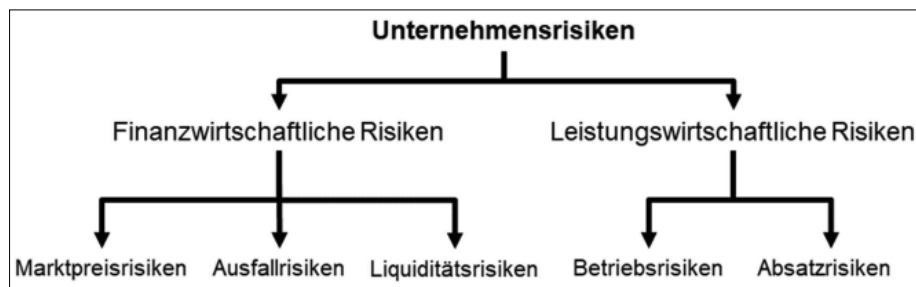 Unternehmensrisiken
Finanzwirtschaftliche Risiken Leistungswirtschaftliche Risiken
Marktpreisrisiken Ausfallrisiken Liquiditätsrisiken Betriebsrisiken Absatzrisiken